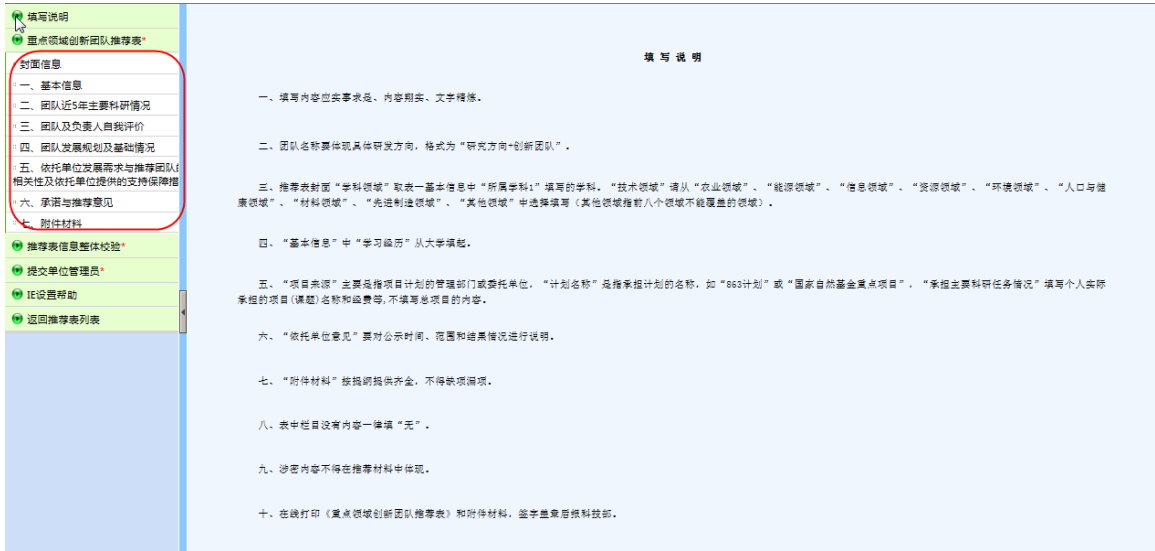 填写说明
重点领域创新团队推荐表*
封面信息
一、基本信息
二、团队近5年主要科研情况
三、团队及负责人自我评价
四、团队发展规划及基础情况
五、依托单位发展需求与推荐团队的
相关性及依托单位提供的支持保障措
六、承诺与推荐意见
七、附件材料
推荐表信息整体校验*
提交单位管理员*
IE设置帮助
返回推荐表列表
填 写 说 明
一、填写内容应实事求是、内容翔实、文字精炼。
二、团队名称要体现具体研发方向，格式为“研究方向+创新团队”。
三、推荐表封面“学科领域”取表一基本信息中“所属学科1”填写的学科。“技术领域”请从“农业领域”、“能源领域”、“信息领域”、“资源领域”、“环境领域”、“人口与健
康领域”、“材料领域”、“先进制造领域”、“其他领域”中选择填写（其他领域指前八个领域不能覆盖的领域）。
四、“基本信息”中“学习经历”从大学填起。
五、“项目来源”主要是指项目计划的管理部门或委托单位，“计划名称”是指承担计划的名称，如“863计划”或“国家自然基金重点项目”，“承担主要科研任务情况”填写个人实际
承担的项目(课题)名称和经费等,不填写总项目的内容。
六、“依托单位意见”要对公示时间、范围和结果情况进行说明。
七、“附件材料”按提纲提供齐全，不得缺项漏项。
八、表中栏目没有内容一律填“无”。
九、涉密内容不得在推荐材料中体现。
十、在线打印《重点领域创新团队推荐表》和附件材料，签字盖章后报科技部。